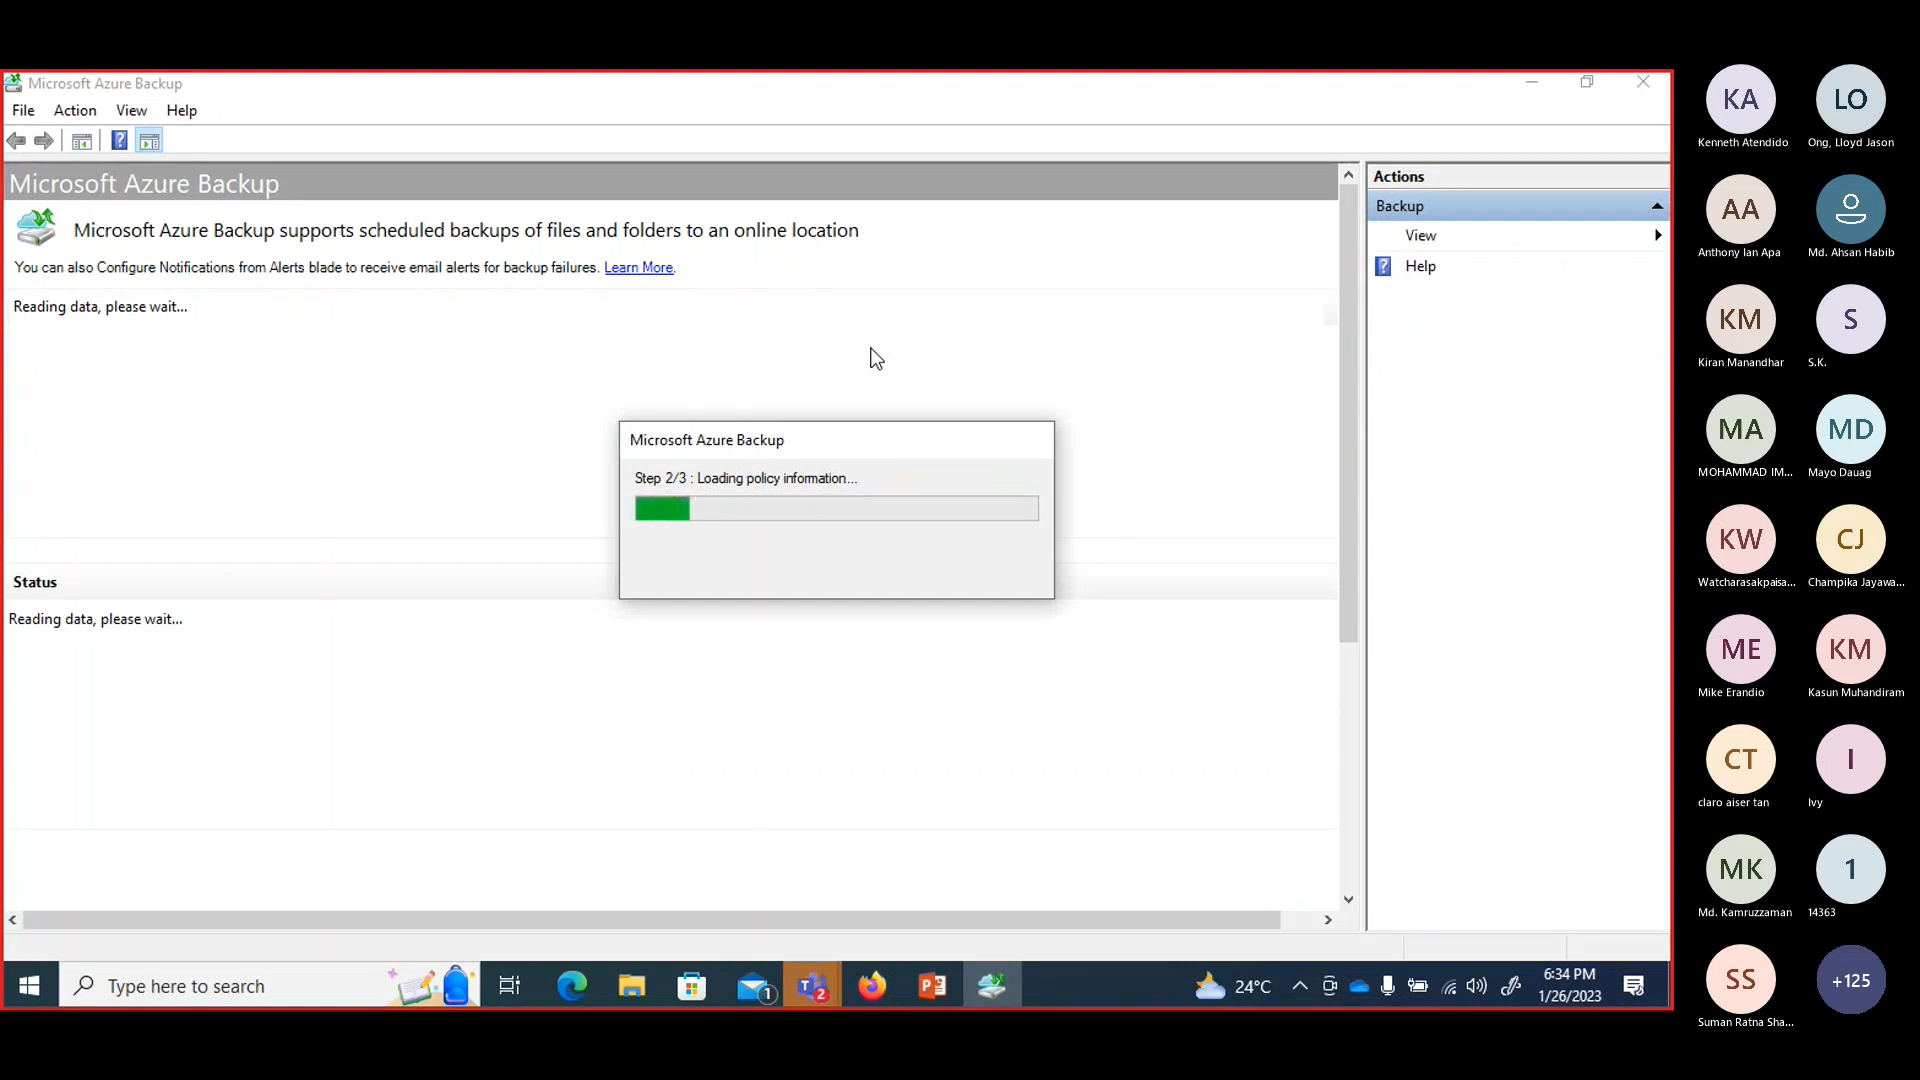 Microsoft Azure Backup
File Action View Help
Microsoft Azure Backup
Microsoft Azure Backup supports scheduled backups of files and folders to an online location
You can also Configure Notifications from Alerts blade to receive email alerts for backup failures. Learn More.
Reading data, please wait...
Microsoft Azure Backup
Step 2/3 : Loading policy information...
Status
Reading data, please wait...
Actions
Backup
View
Help
Type here to search
1
2
24°C
6:34 PM
1/26/2023
KA
Kenneth Atendido
LO
Ong, Lloyd Jason
AA
Anthony Ian Apa
Md. Ahsan Habib
KM
Kiran Manandhar
S
S.K.
MA
MOHAMMAD IM...
MD
Mayo Dauag
KW
Watcharasakpaisa...
CJ
Champika Jayawa...
ME
Mike Erandio
KM
Kasun Muhandiram
CT
claro aiser tan
I
Ivy
MK
Md. Kamruzzaman
1
14363
SS
Suman Ratna Sha...
+125